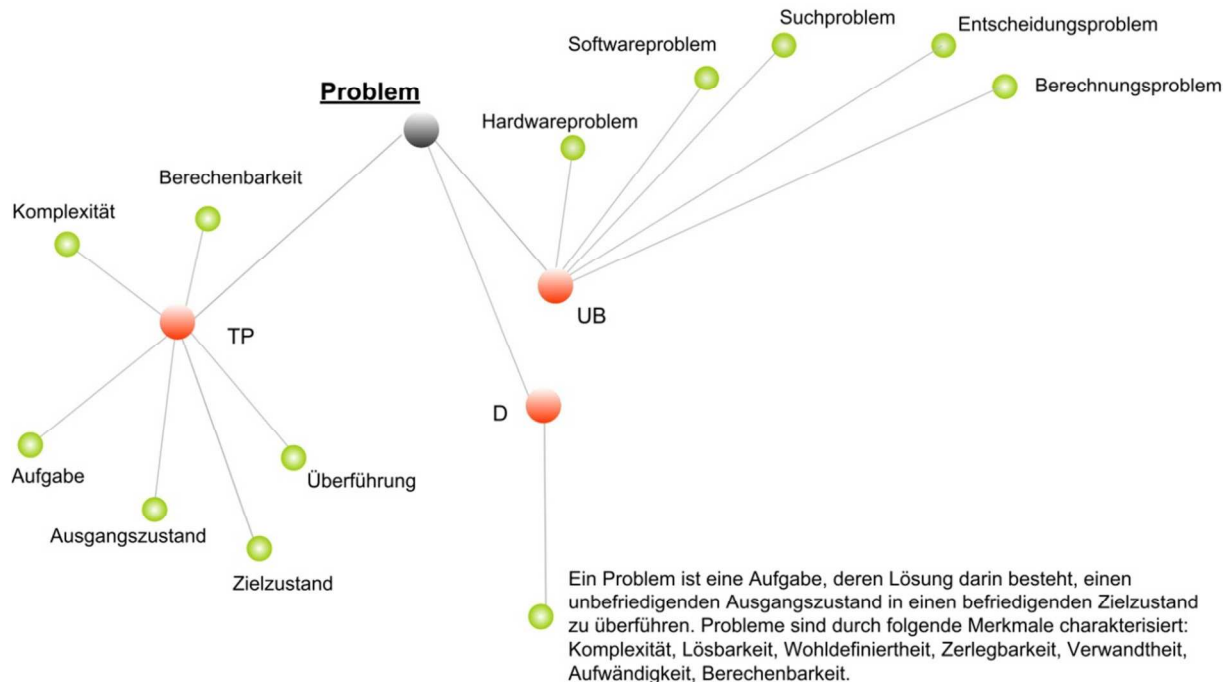 Suchproblem
Entscheidungsproblem
Softwareproblem
Berechnungsproblem
Problem
Hardwareproblem
Berechenbarkeit
Komplexität
UB
TP
D
Aufgabe
Überführung
Ausgangszustand
Zielzustand
Ein Problem ist eine Aufgabe, deren Lösung darin besteht, einen
unbefriedigenden Ausgangszustand in einen befriedigenden Zielzustand
zu überführen. Probleme sind durch folgende Merkmale charakterisiert:
Komplexität, Lösbarkeit, Wohldefiniertheit, Zerlegbarkeit, Verwandtheit,
Aufwändigkeit, Berechenbarkeit.